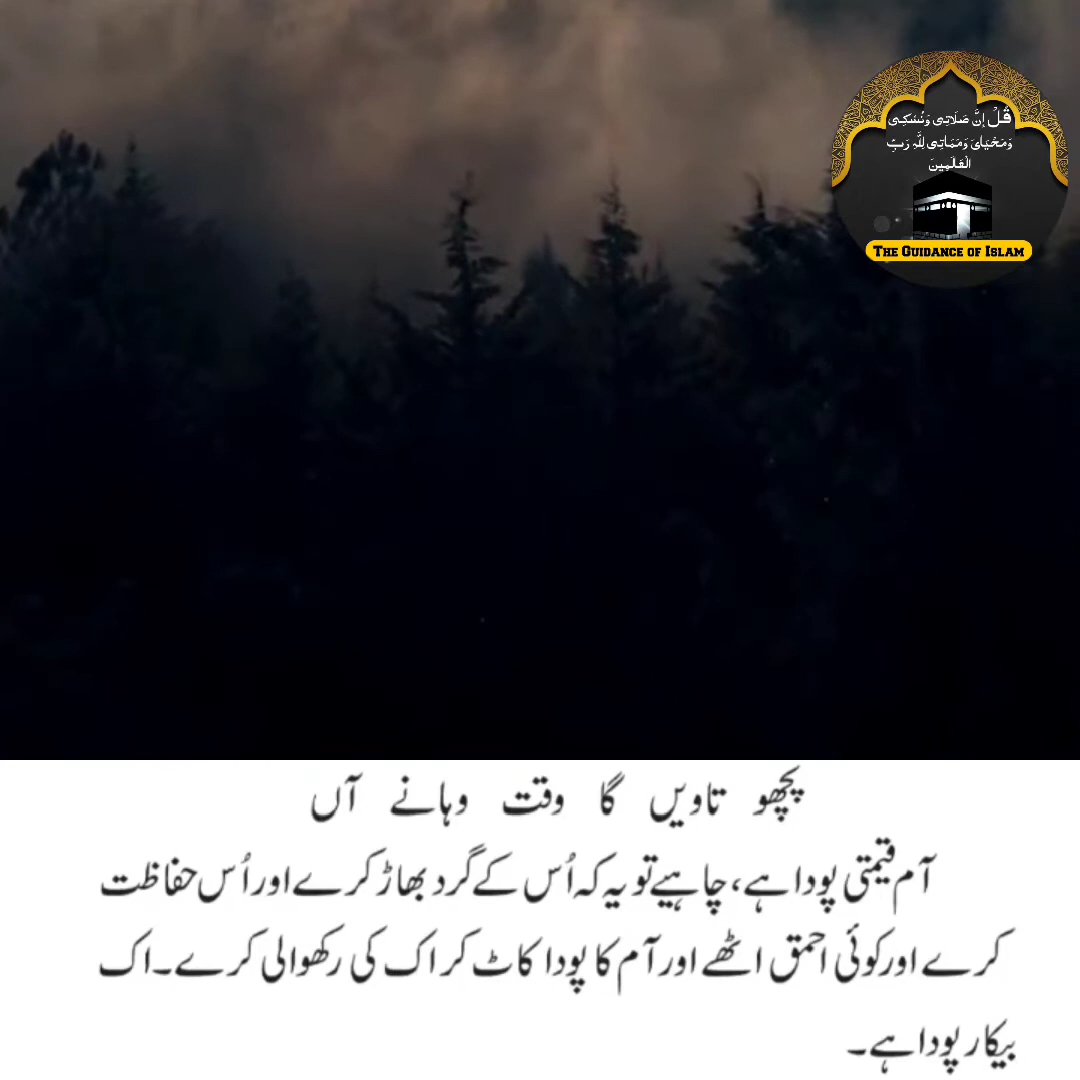 قُلْ إِنَّ صَلَاتِی وَنُسُکِی
وَمَحْیَایَ وَمَمَاتِی لِلَّہِ رَبِّ
الْعَالَمِینَ
THE GUIDANCE OF ISLAM
پچھو تاویں گا وقت وہانے آں
آم قیمتی پودا ہے، چاہیے تو یہ کہ اُس کے گرد بھاڑ کرے اور اُس حفاظت
کرے اور کوئی احمق اٹھے اور آم کا پودا کاٹ کر اک کی رکھوالی کرے۔ اک
بیکار پودا ہے۔